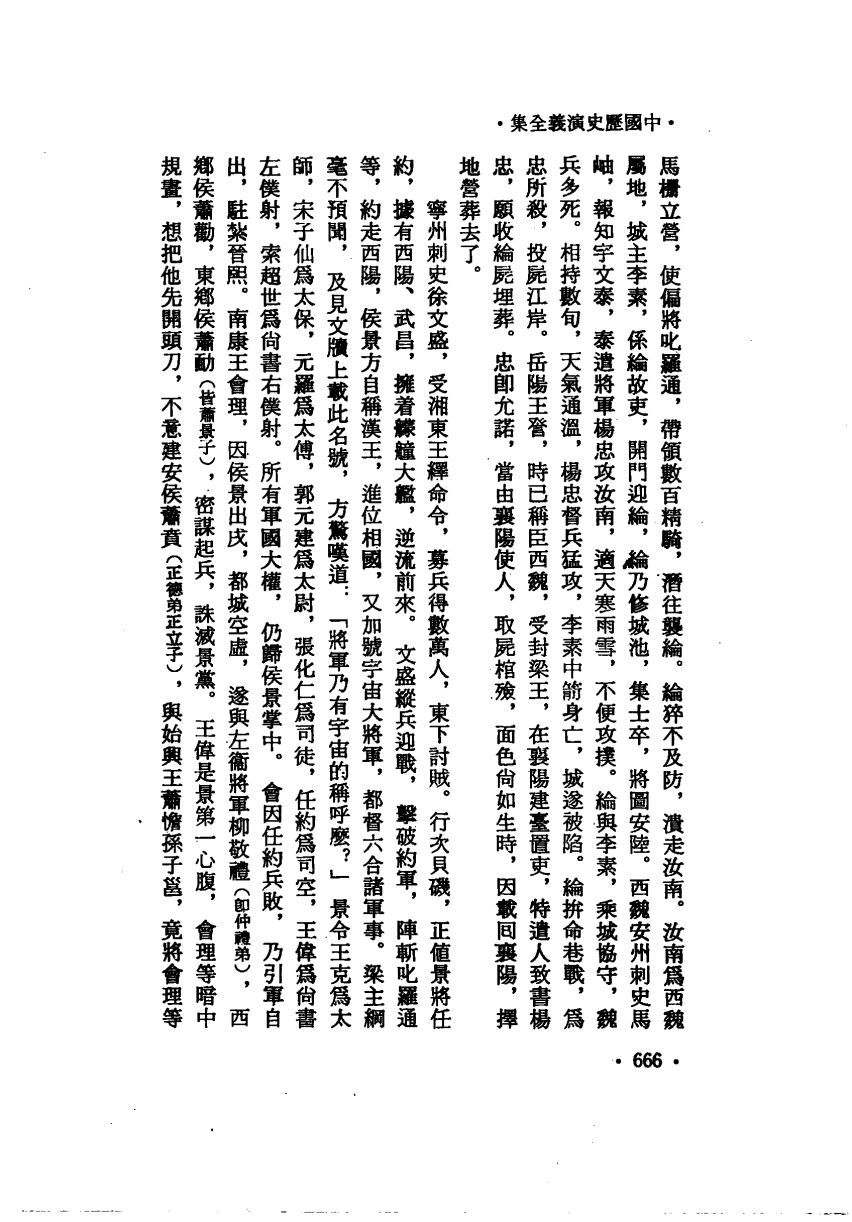 ·中國歷史演義全集·
馬柵立營，使偏將叱羅通，帶領數百精騎，潛往襲綸。綸猝不及防，潰走汝南。汝南爲西魏
屬地，城主李素，係綸故吏，開門迎綸，綸乃修城池，集士卒，將圖安陸。西魏安州刺史馬
岫，報知宇文泰，泰遣將軍楊忠攻汝南，適天寒雨雪，不便攻撲。綸與李素，乘城協守，魏
兵多死。相持數旬，天氣通溫，楊忠督兵猛攻，李素中箭身亡，城遂被陷。綸拚命巷戰，爲
忠所殺，投屍江岸。岳陽王詧，時已稱臣西魏，受封梁王，在襄陽建臺置吏，特遣人致書楊
忠，願收綸屍埋葬。忠卽允諾，當由襄陽使人，取屍棺殮，面色尙如生時，因載回襄陽，擇
地營葬去了。
寧州刺史徐文盛，受湘東王繹命令，募兵得數萬人，東下討賊。行次貝磯，正値景將任
約，據有西陽、武昌，擁着艨艟大艦，逆流前來。文盛縱兵迎戰，擊破約軍，陣斬叱羅通
等，約走西陽，侯景方自稱漢王，進位相國，又加號宇宙大將軍，都督六合諸軍事。梁主綱
毫不預聞，及見文牘上載此名號，方驚嘆道：「將軍乃有宇宙的稱呼麼？」景令王克爲太
師，宋子仙爲太保，元羅爲太傅，郭元建爲太尉，張化仁爲司徒，任約爲司空，王偉爲尙書
左僕射，索超世爲尙書右僕射。所有軍國大權，仍歸侯景掌中。會因任約兵敗，乃引軍自
出，駐紮晉熙。南康王會理，因侯景出戍，都城空虛，遂與左衞將軍柳敬禮（卽仲禮弟），西
鄉侯蕭勸，東鄉侯蕭勔（皆蕭景子），密謀起兵，誅滅景黨。王偉是景第一心腹，會理等暗中
規畫，想把他先開頭刀，不意建安侯蕭賁（正德弟正立子），與始興王蕭憺孫子邕，竟將會理等
·666·